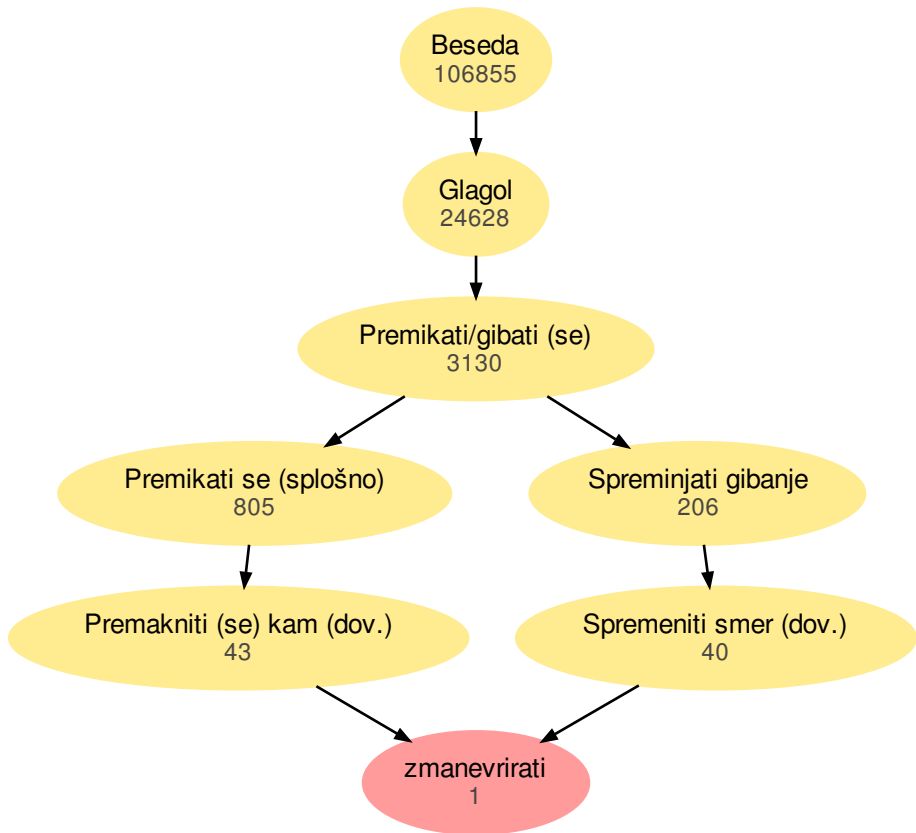 Beseda
106855
Glagol
24628
Premikati/gibati (se)
3130
Premikati se (splošno)
805
Spreminjati gibanje
206
Premakniti (se) kam (dov.)
43
Spremeniti smer (dov.)
40
zmanevrirati
1